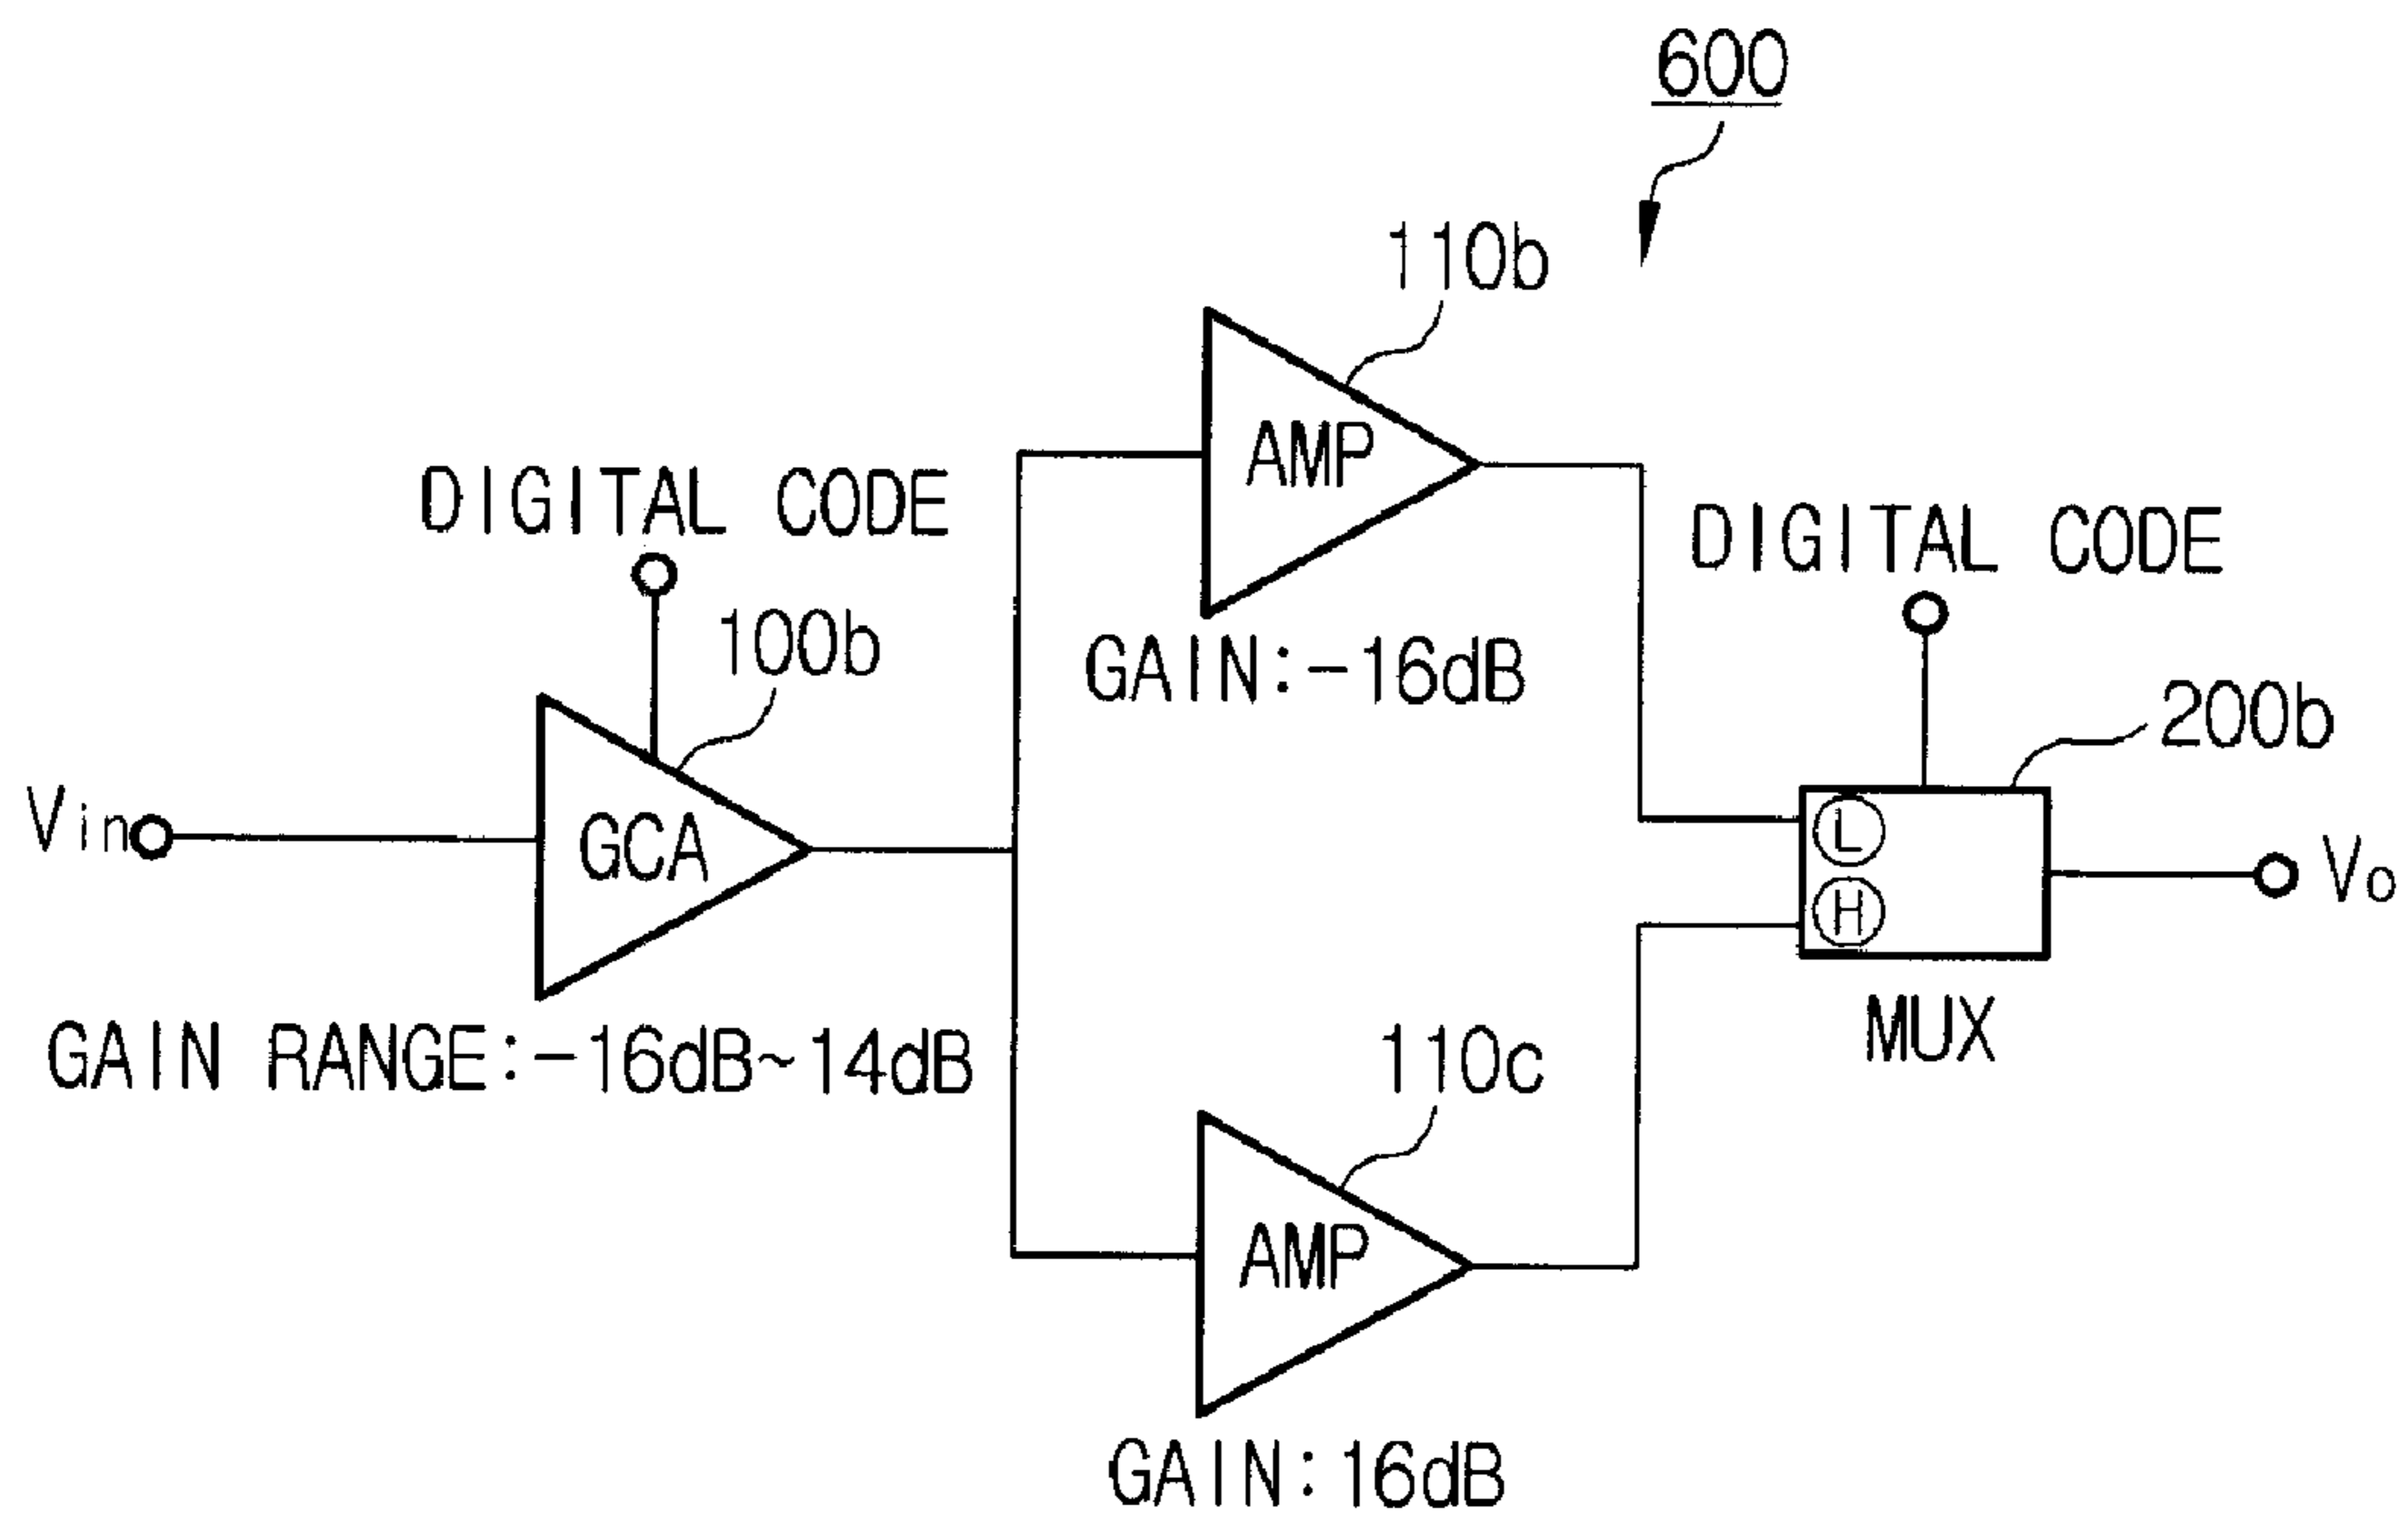 600
110b
AMP
DIGITAL CODE
DIGITAL CODE
100b
GAIN:-16dB
200b
Vin
GCA
L
H
Vo
MUX
GAIN RANGE:-16dB~14dB
110c
AMP
GAIN:16dB